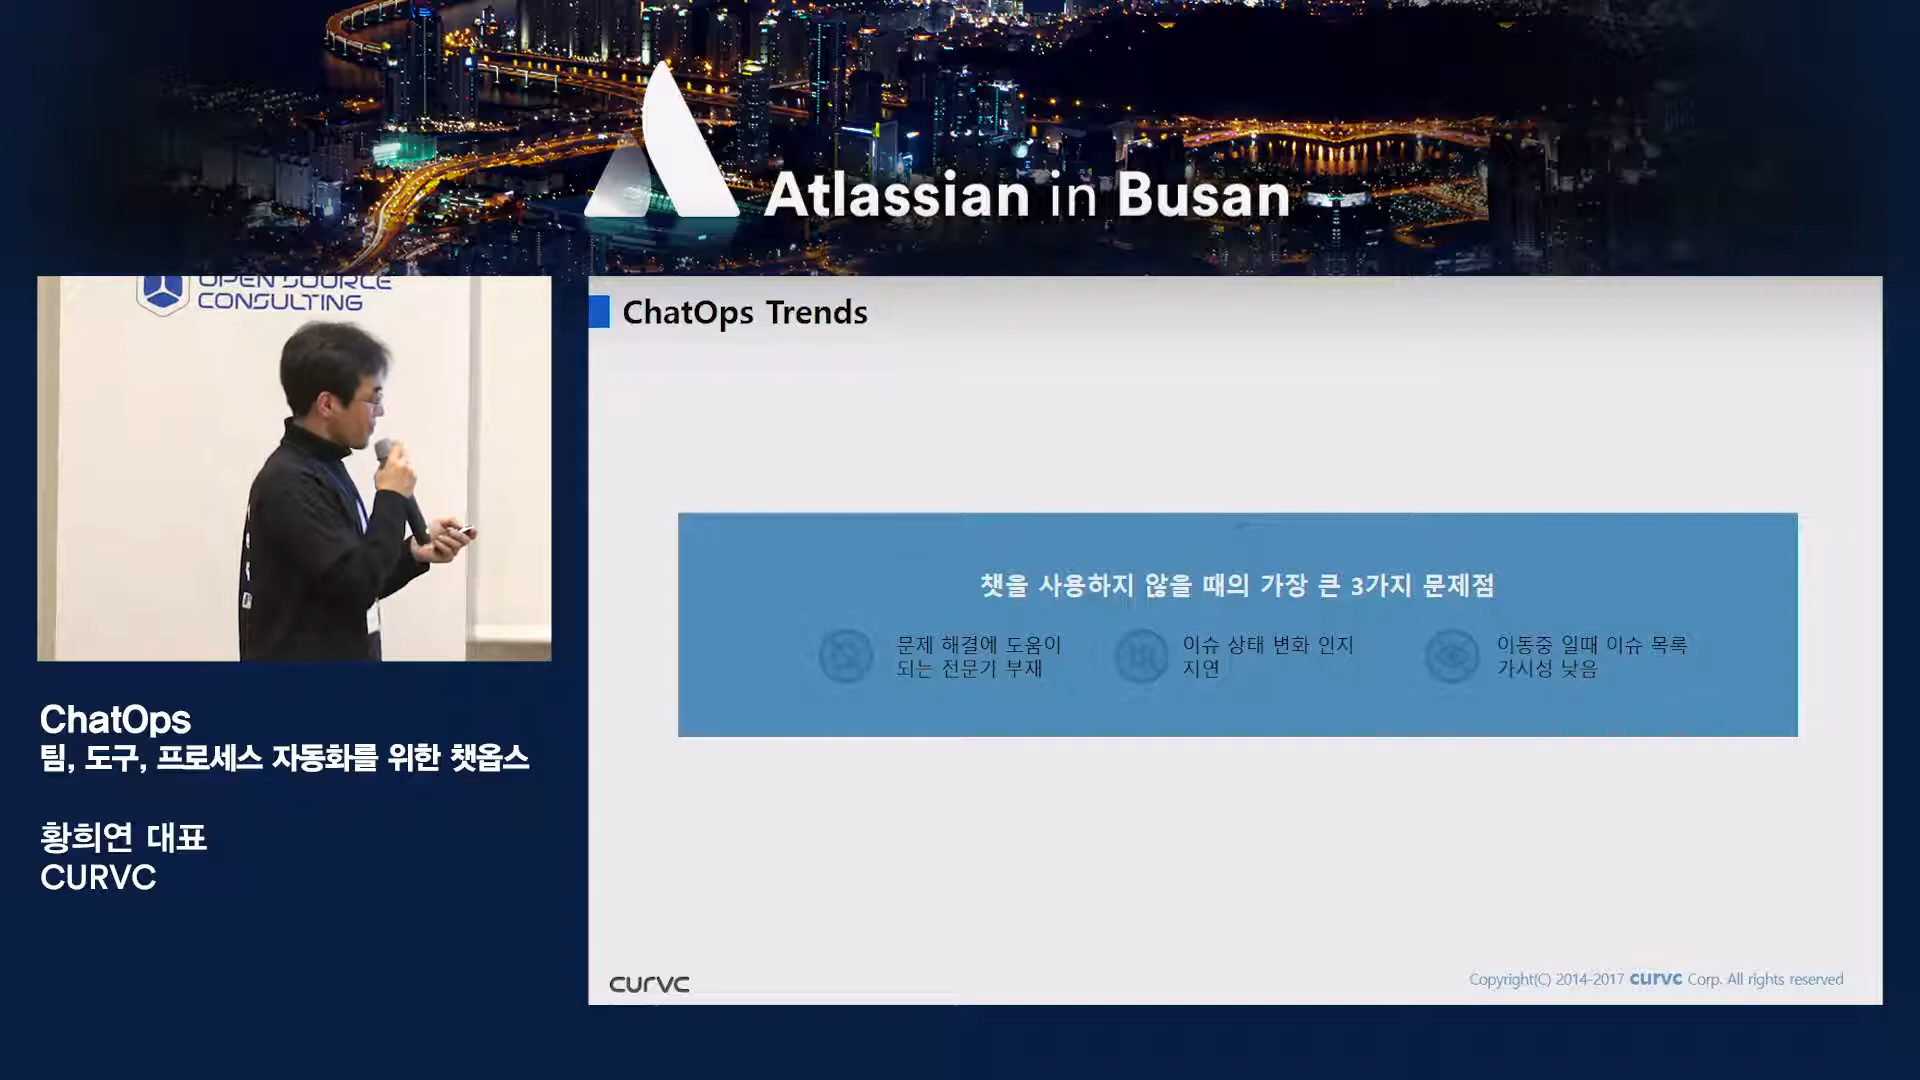 Atlassian in Busan
OPEN SOURCE
CONSULTING
ChatOps
팀, 도구, 프로세스 자동화를 위한 챗옵스
황희연 대표
CURVC
ChatOps Trends
챗을 사용하지 않을 때의 가장 큰 3가지 문제점
문제 해결에 도움이
되는 전문가 부재
이슈 상태 변화 인지
지연
이동중 일때 이슈 목록
가시성 낮음
curvc
Copyright(C) 2014-2017 curvc Corp. All rights reserved